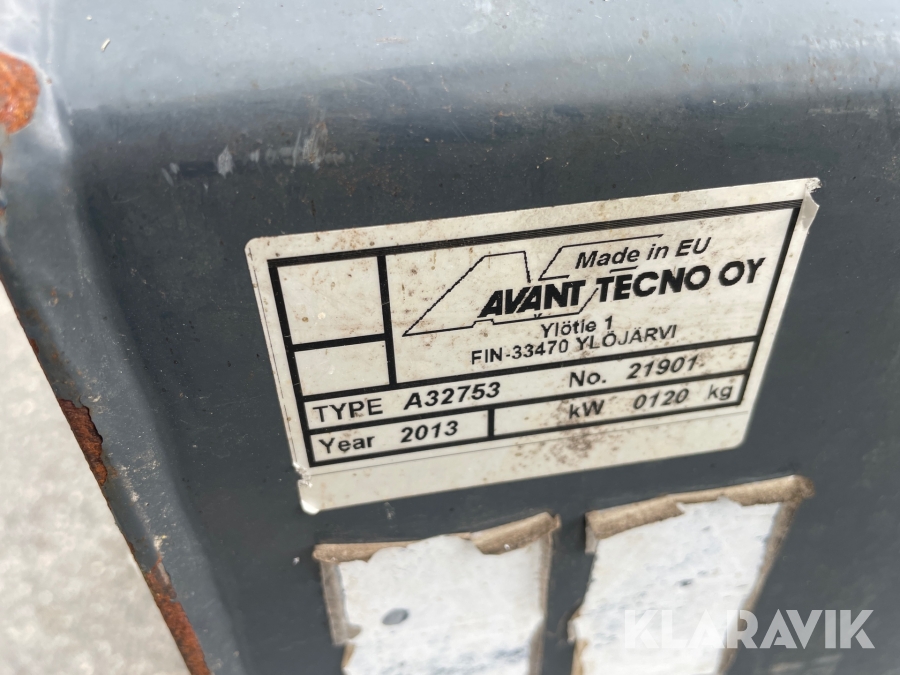 Made in EU
AVANT TECNO OY
Ylötie 1
FIN-33470 YLÖJÄRVI
TYPE A32753 No. 21901
Year 2013 kW 0120 kg
KLARAVIK